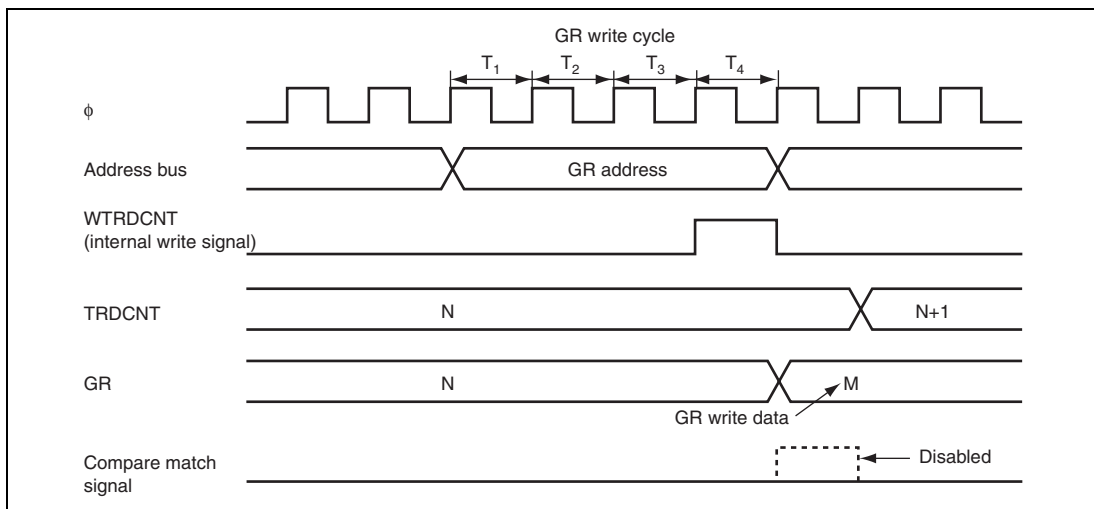 GR write cycle
T1 T2 T3 T4
φ
Address bus
GR address
WTRDCNT
(internal write signal)
TRDCNT
N
N+1
GR
N
M
GR write data
Compare match
signal
Disabled